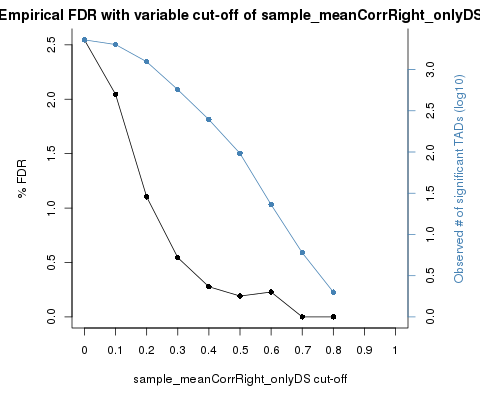 Empirical FDR with variable cut-off of sample_meanCorrRight_onlyDS
% FDR
2.5
2.0
1.5
1.0
0.5
0.0
3.0
2.5
2.0
1.5
1.0
0.5
0.0
Observed # of significant TADs (log10)
0 0.1 0.2 0.3 0.4 0.5 0.6 0.7 0.8 0.9 1
sample_meanCorrRight_onlyDS cut-off